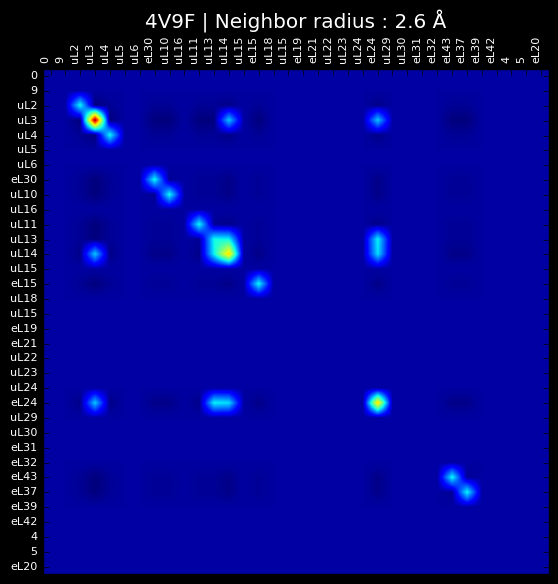 4V9F | Neighbor radius : 2.6 Å
0 9 uL2 uL3 uL4 uL5 uL6 eL30 uL10 uL16 uL11 uL13 uL14 uL15 eL15 uL18 uL15 eL19 eL21 uL22 uL23 uL24 eL24 uL29 uL30 eL31 eL32 eL43 eL37 eL39 eL42 4 5 eL20
0
9
uL2
uL3
uL4
uL5
uL6
eL30
uL10
uL16
uL11
uL13
uL14
uL15
eL15
uL18
uL15
eL19
eL21
uL22
uL23
uL24
eL24
uL29
uL30
eL31
eL32
eL43
eL37
eL39
eL42
4
5
eL20